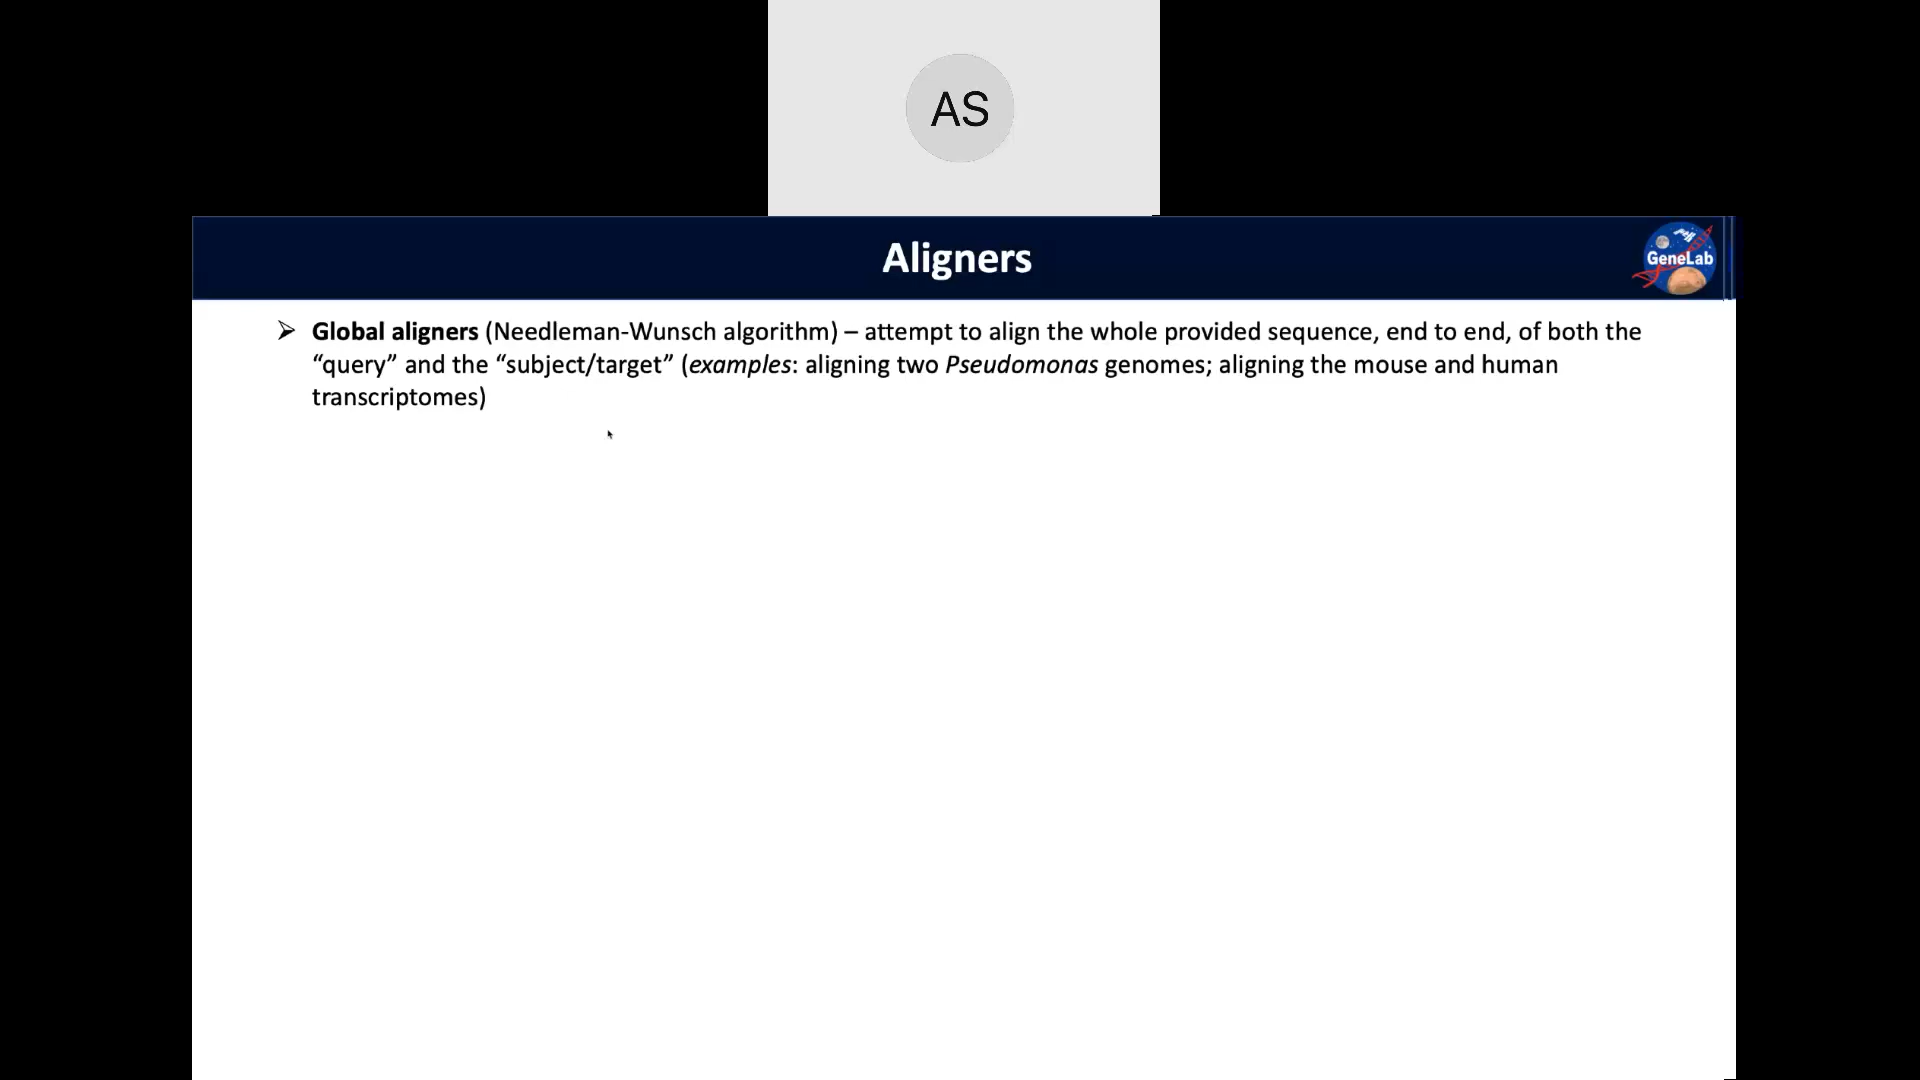 AS
Aligners
GeneLab
➢ Global aligners (Needleman-Wunsch algorithm) – attempt to align the whole provided sequence, end to end, of both the
“query” and the “subject/target” (examples: aligning two Pseudomonas genomes; aligning the mouse and human
transcriptomes)